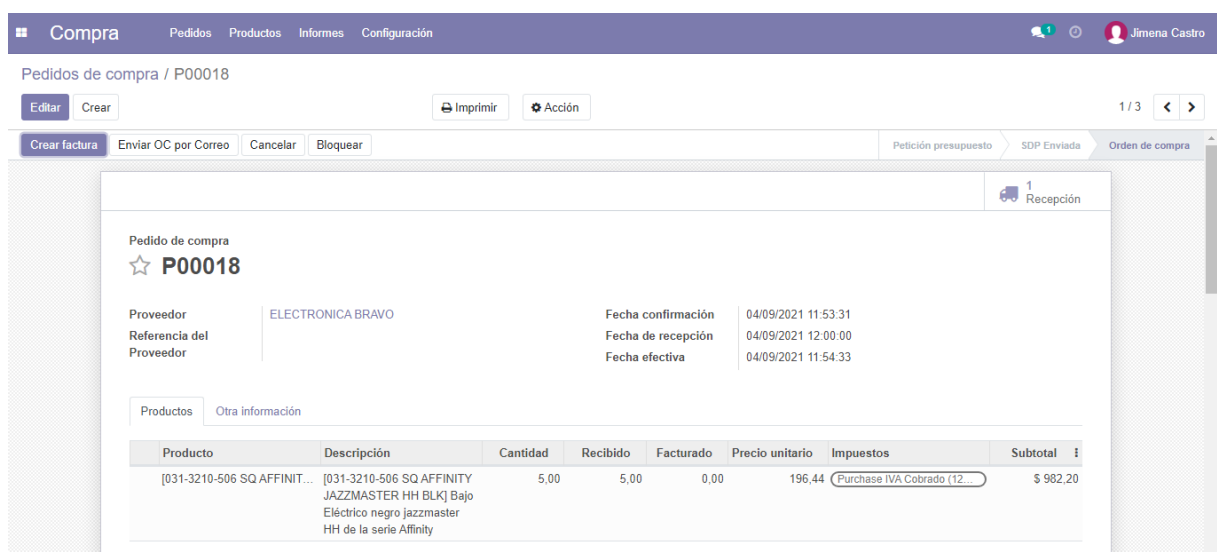 Compra Pedidos Productos Informes Configuración 1 Jimena Castro
Pedidos de compra / P00018
Editar Crear Imprimir Acción 1 / 3
Crear factura Enviar OC por Correo Cancelar Bloquear Petición presupuesto SDP Enviada Orden de compra
1
Recepción
Pedido de compra
P00018
Proveedor ELECTRONICA BRAVO Fecha confirmación 04/09/2021 11:53:31
Referencia del Fecha de recepción 04/09/2021 12:00:00
Proveedor Fecha efectiva 04/09/2021 11:54:33
Productos Otra información
Producto Descripción Cantidad Recibido Facturado Precio unitario Impuestos Subtotal
[031-3210-506 SQ AFFINIT... [031-3210-506 SQ AFFINITY 5,00 5,00 0,00 196,44 Purchase IVA Cobrado (12... $ 982,20
JAZZMASTER HH BLK] Bajo
Eléctrico negro jazzmaster
HH de la serie Affinity